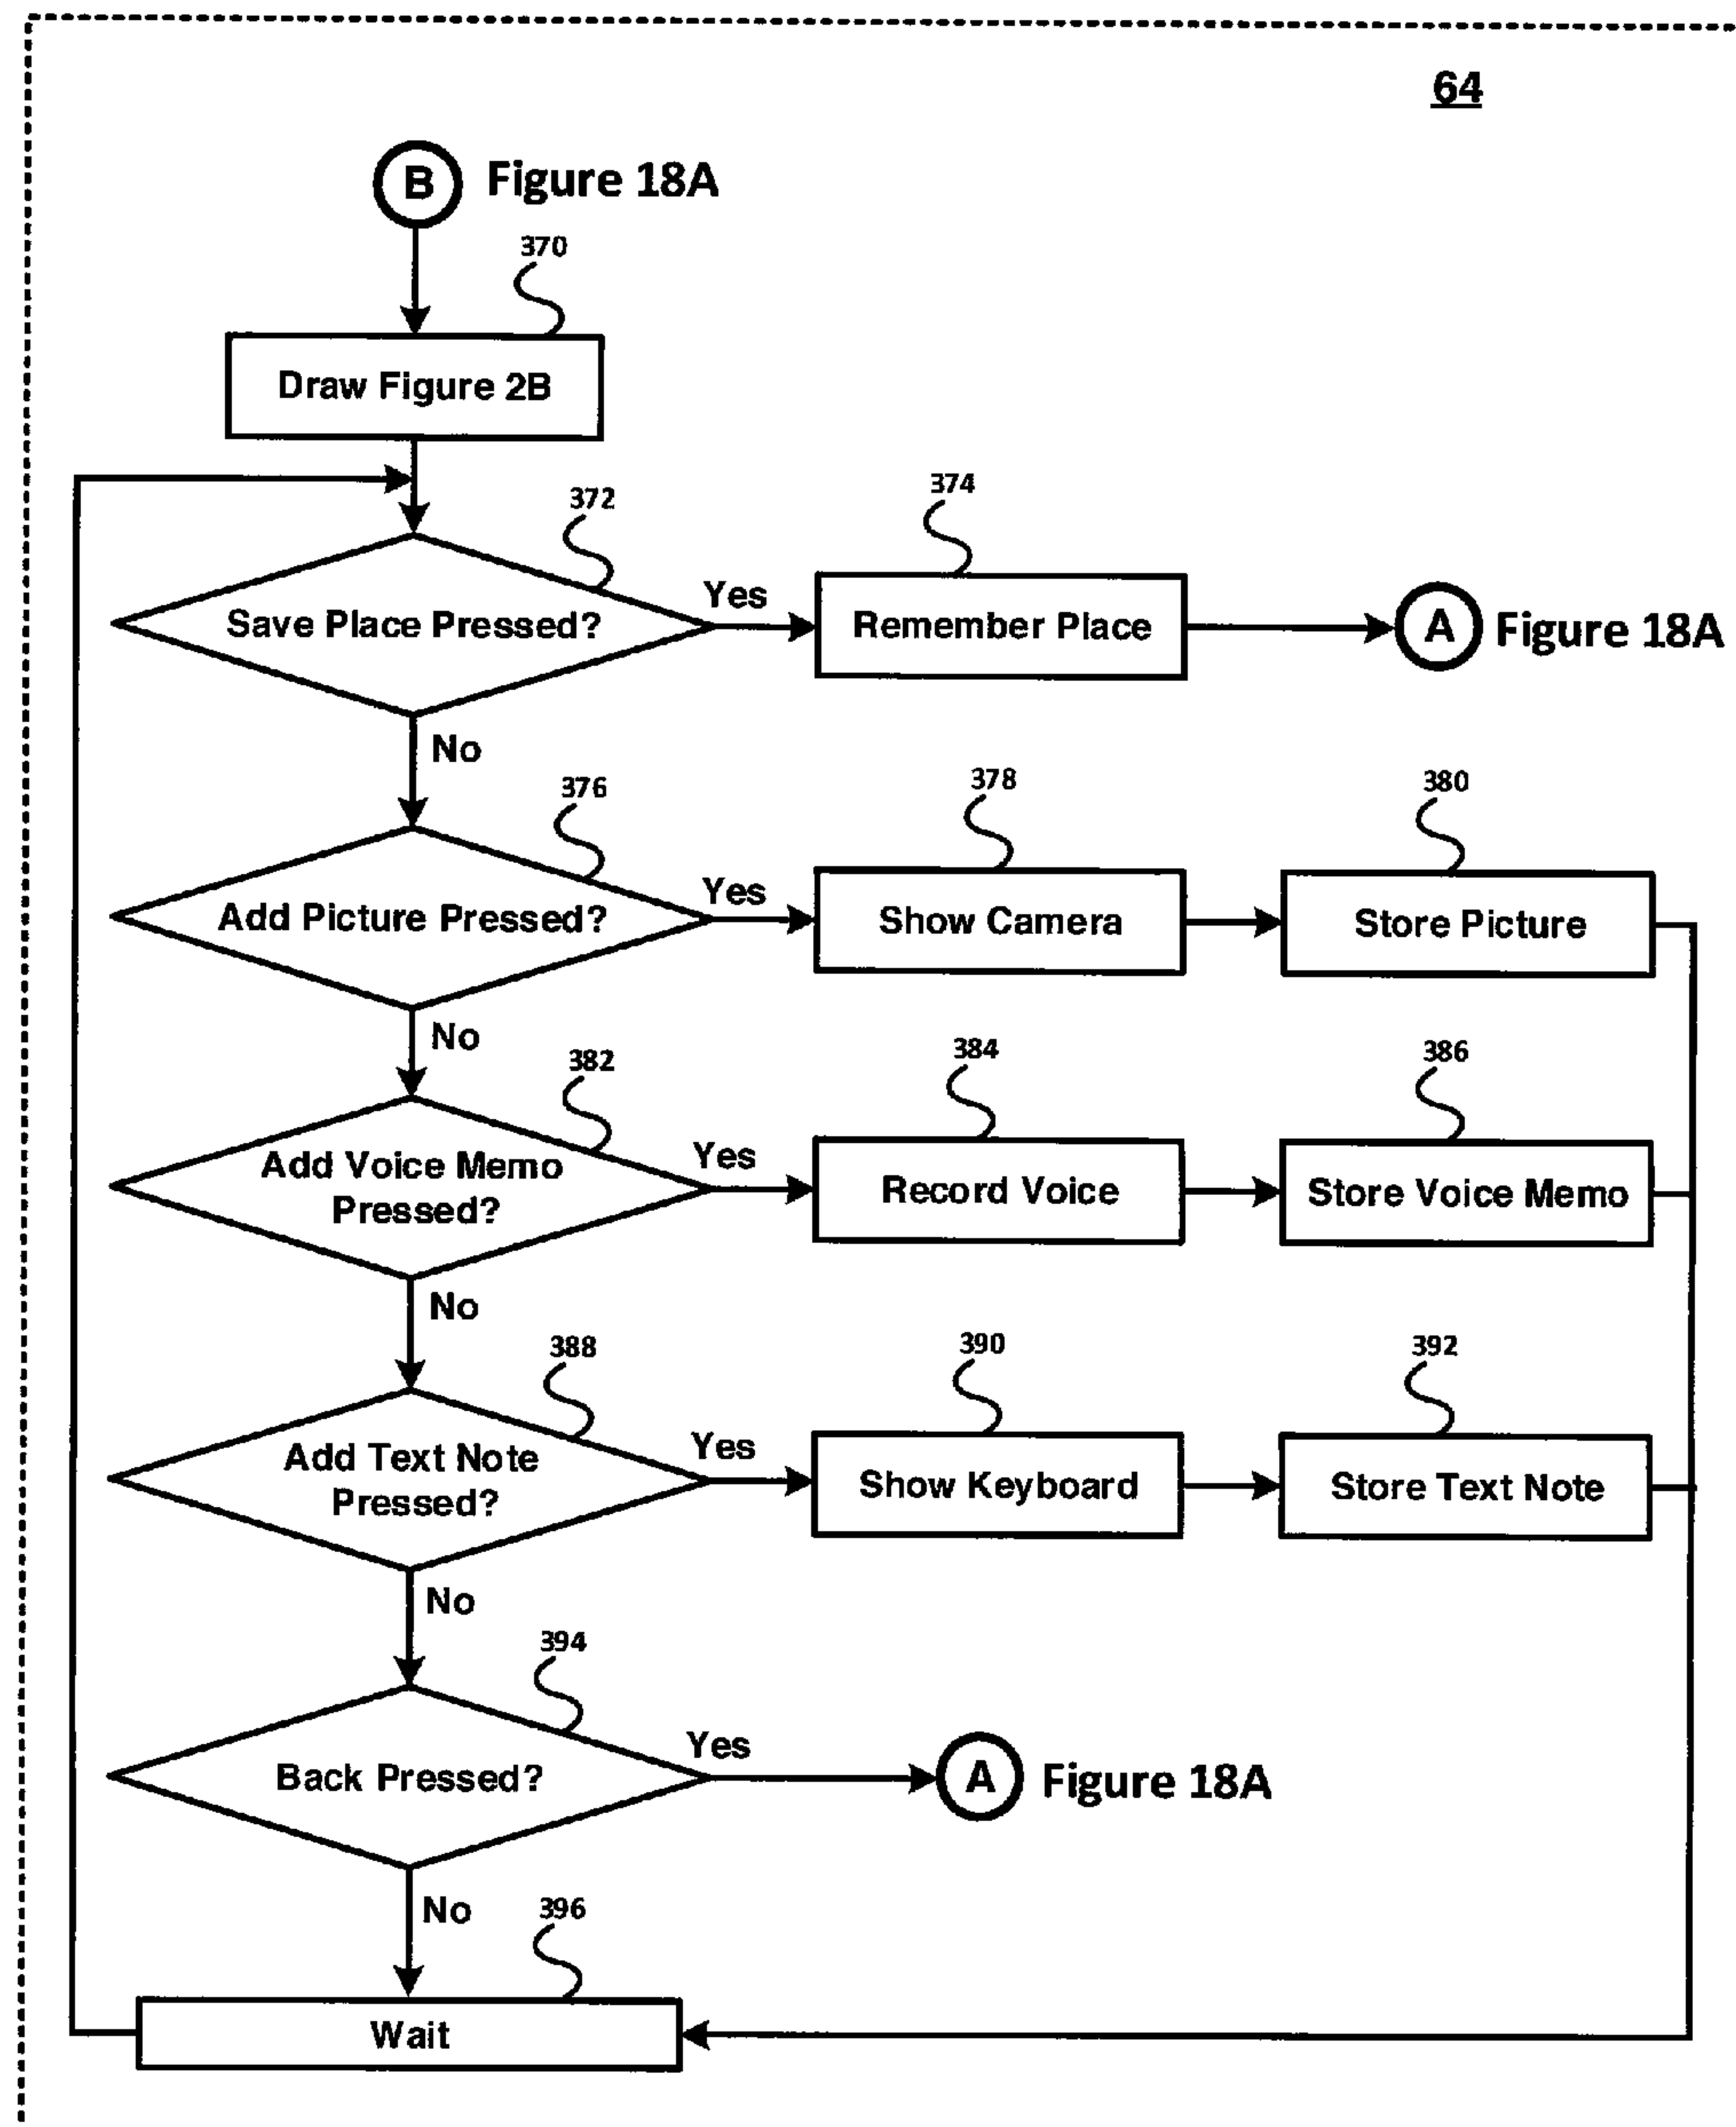 64
B Figure 18A
370
Draw Figure 2B
372
374
Save Place Pressed?
Yes
Remember Place
A Figure 18A
No
376
378
380
Add Picture Pressed?
Yes
Show Camera
Store Picture
No
382
384
386
Add Voice Memo
Pressed?
Yes
Record Voice
Store Voice Memo
No
388
390
392
Add Text Note
Pressed?
Yes
Show Keyboard
Store Text Note
No
394
Back Pressed?
Yes
A Figure 18A
No
396
Wait